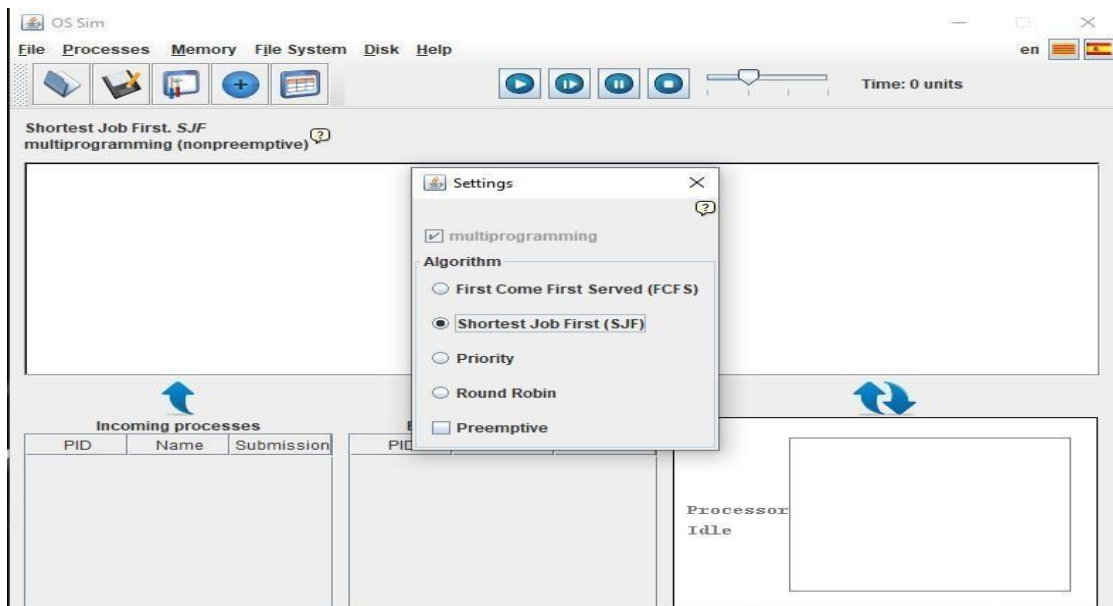 OS Sim
File Processes Memory File System Disk Help
en
Time: 0 units
Shortest Job First. SJF
multiprogramming (nonpreemptive)
?
Settings
?
multiprogramming
Algorithm
First Come First Served (FCFS)
Shortest Job First (SJF)
Priority
Round Robin
Preemptive
Incoming processes
PID Name Submission
PID
Processor
Idle